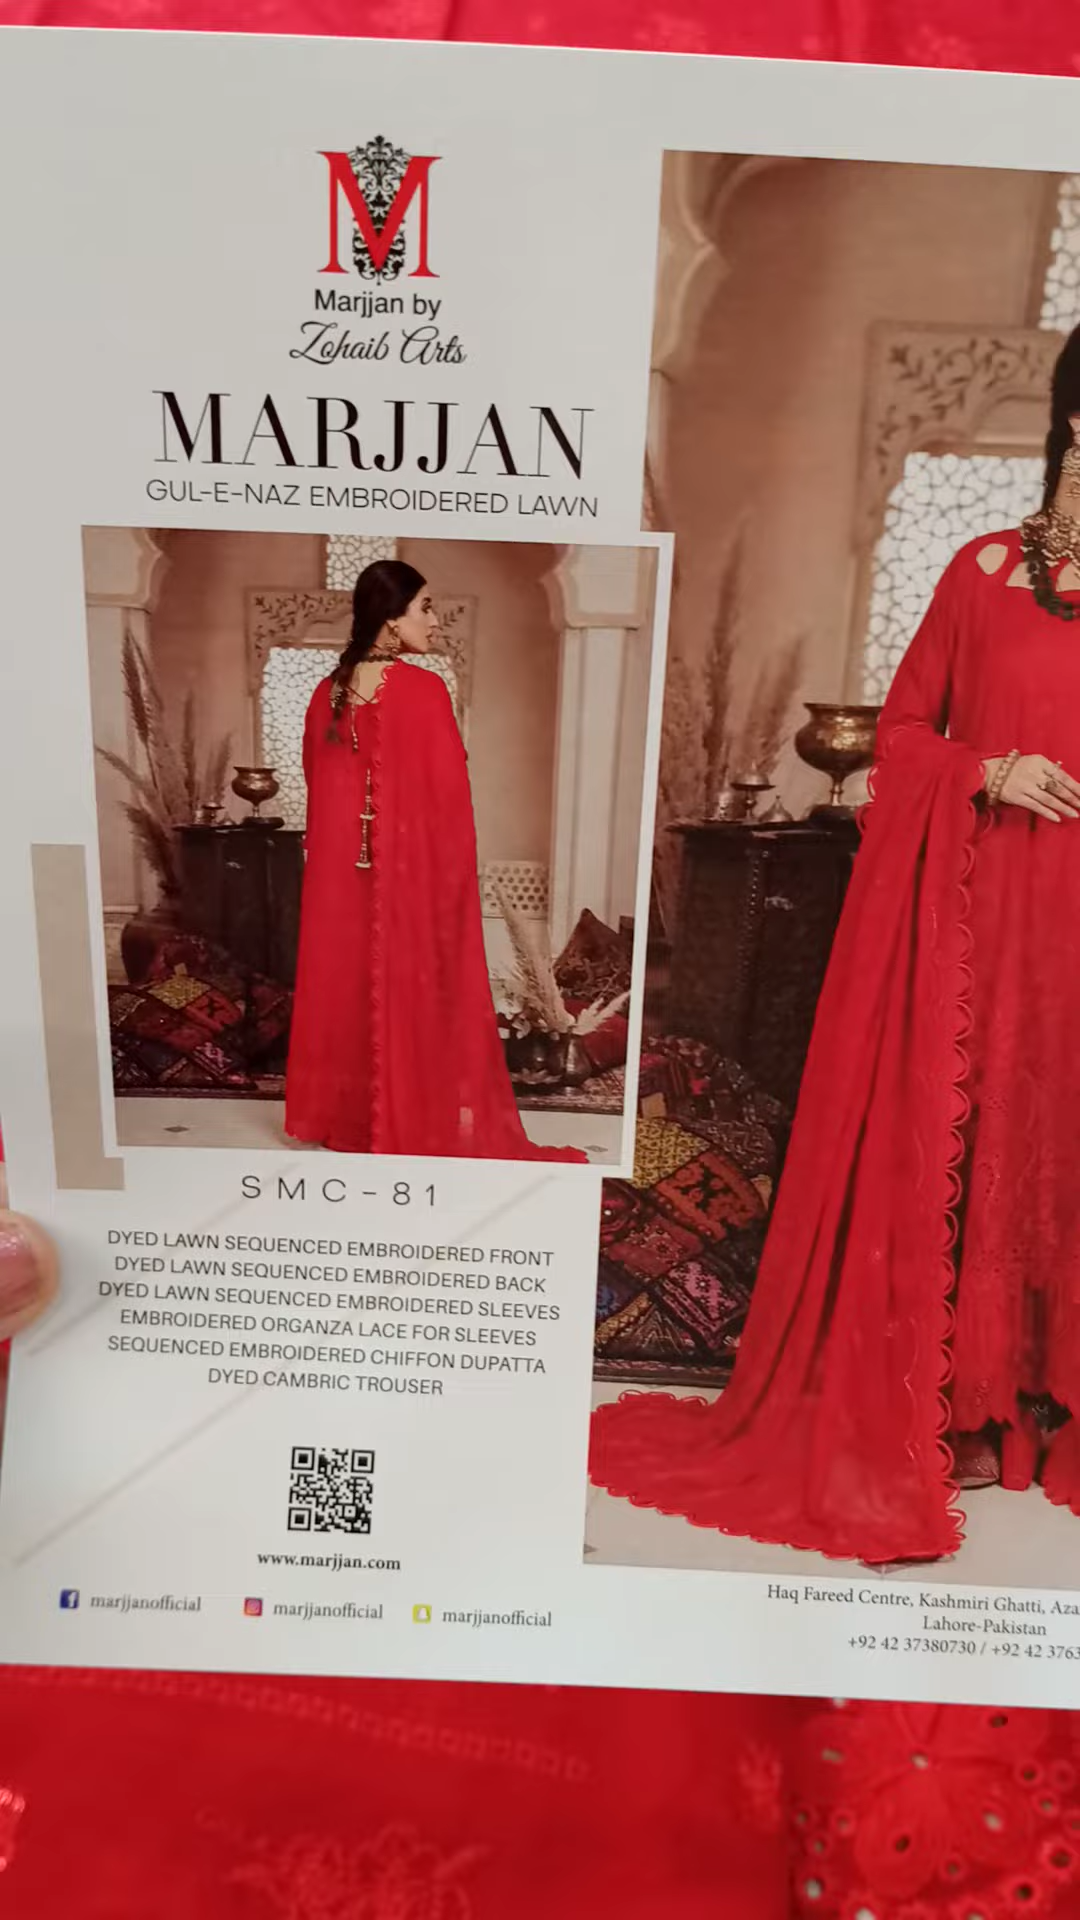 M
Marjjan by
Zohaib Arts
MARJJAN
GUL-E-NAZ EMBROIDERED LAWN
SMC-81
DYED LAWN SEQUENCED EMBROIDERED FRONT
DYED LAWN SEQUENCED EMBROIDERED BACK
DYED LAWN SEQUENCED EMBROIDERED SLEEVES
EMBROIDERED ORGANZA LACE FOR SLEEVES
SEQUENCED EMBROIDERED CHIFFON DUPATTA
DYED CAMBRIC TROUSER
www.marjjan.com
marjjanofficial marjjanofficial marjjanofficial
Haq Fareed Centre, Kashmiri Ghatti,
Lahore-Pakistan
+92 42 37380730 / +92 42